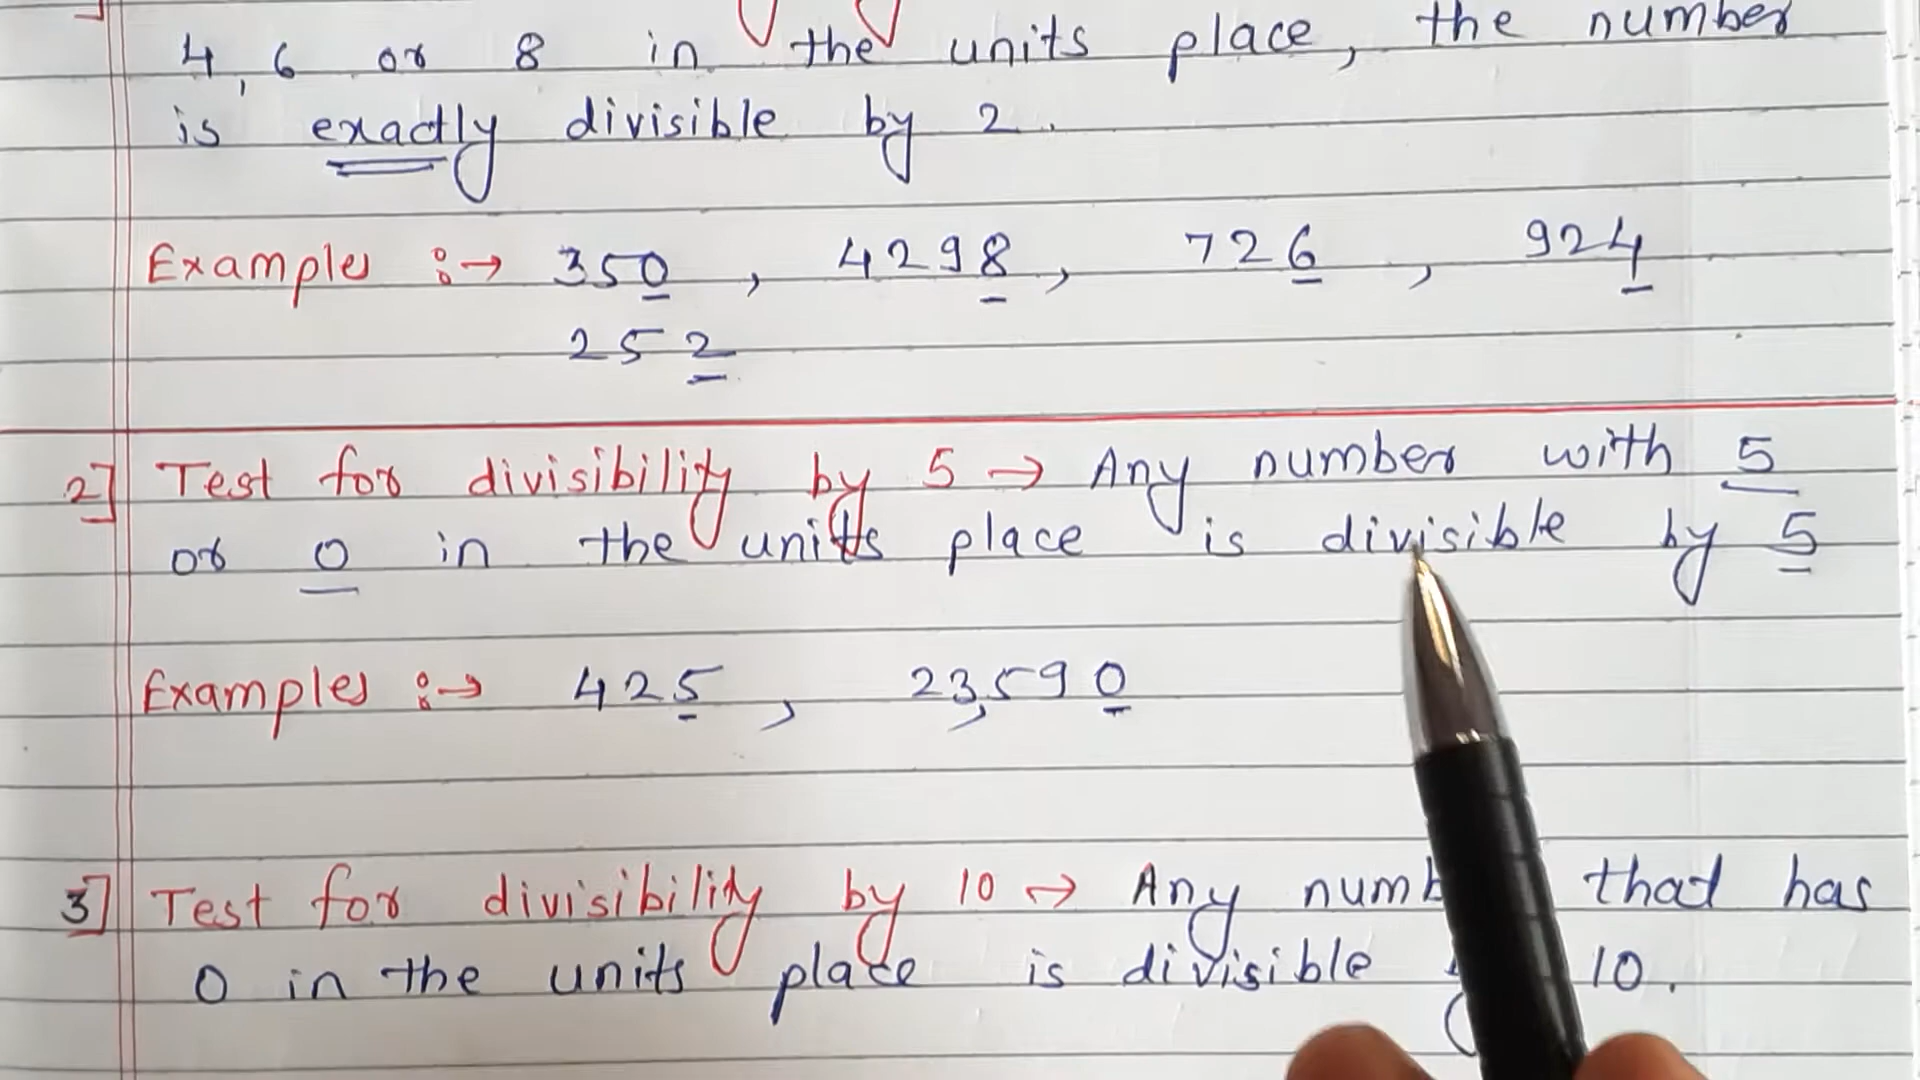 4, 6 or 8 in the units place, the number
is exactly divisible by 2.
Examples :→ 350, 4298, 726, 924
252
2] Test for divisibility by 5 → Any number with 5
or 0 in the units place is divisible by 5
Examples :→ 425, 23,590
3] Test for divisibility by 10 → Any that has
0 in the units place is divisible 10.